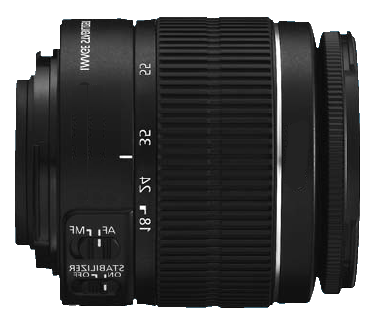 IMAGE STABILIZER
55
35
24
18
AF MF
STABILIZER
ON OFF